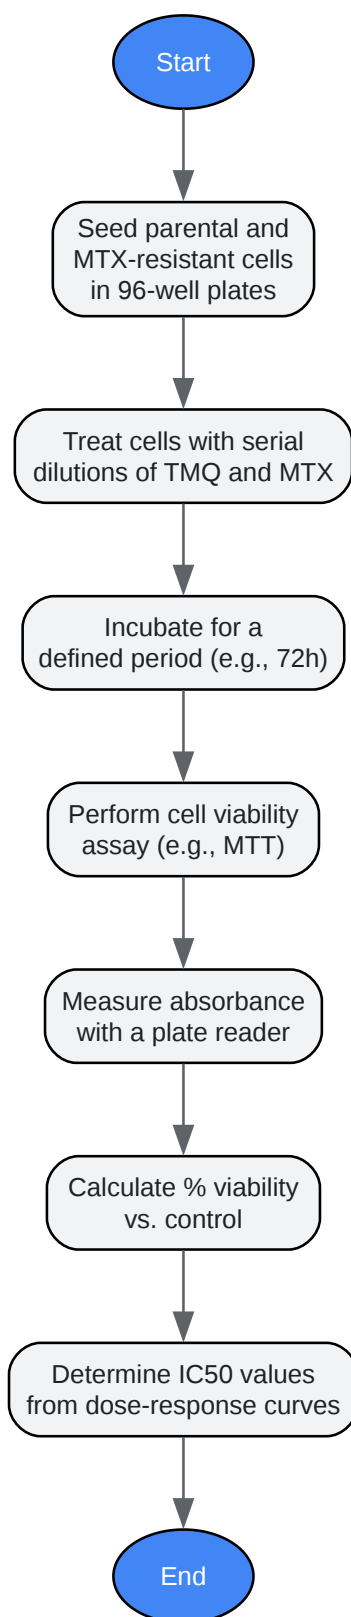 Start
Seed parental and
MTX-resistant cells
in 96-well plates
Treat cells with serial
dilutions of TMQ and MTX
Incubate for a
defined period (e.g., 72h)
Perform cell viability
assay (e.g., MTT)
Measure absorbance
with a plate reader
Calculate % viability
vs. control
Determine IC50 values
from dose-response curves
End